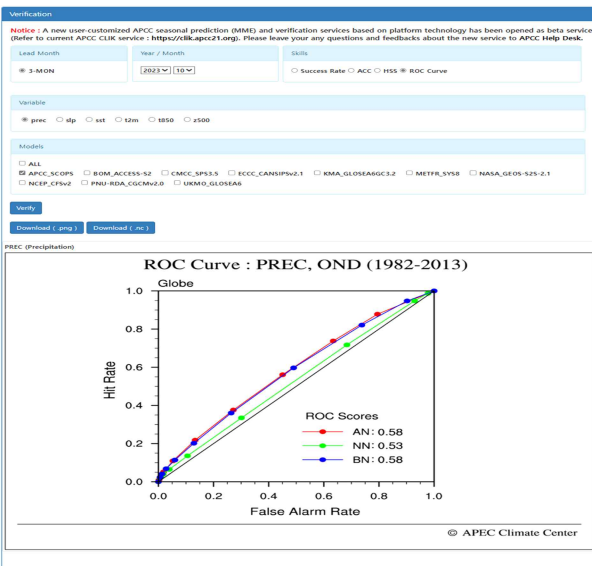 Verification
Notice : A new user-customized APCC seasonal prediction (MME) and verification services based on platform technology has been opened as beta service
(Refer to current APCC CLIK service : https://clik.apcc21.org). Please leave your any questions and feedbacks about the new service to APCC Help Desk.
Lead Month Year / Month Skills
3-MON 2023 10 Success Rate ACC HSS ROC Curve
Variable
prec slp sst t2m t850 z500
Models
ALL
APCC_SCOPS BOM_ACCESS-S2 CMCC_SPS3.5 ECCC_CANSIPSv2.1 KMA_GLOSEA6GC3.2 METFR_SYS8 NASA_GEOS-S2S-2.1
NCEP_CFSv2 PNU-RDA_CGCMv2.0 UKMO_GLOSEA6
Verify
Download ( .png ) Download ( .nc )
PREC (Precipitation)
ROC Curve : PREC, OND (1982-2013)
Globe
1.0
0.8
0.6
0.4
0.2
0.0
Hit Rate
ROC Scores
AN: 0.58
NN: 0.53
BN: 0.58
0.0 0.2 0.4 0.6 0.8 1.0
False Alarm Rate
© APEC Climate Center